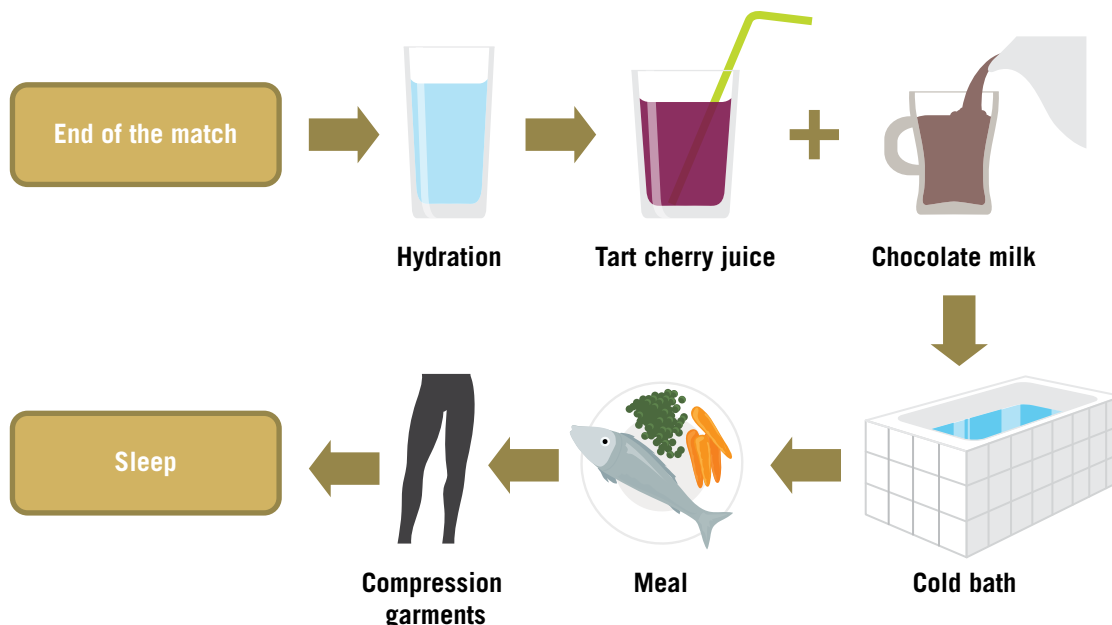 End of the match
Hydration
Tart cherry juice
Chocolate milk
Sleep
Compression
garments
Meal
Cold bath